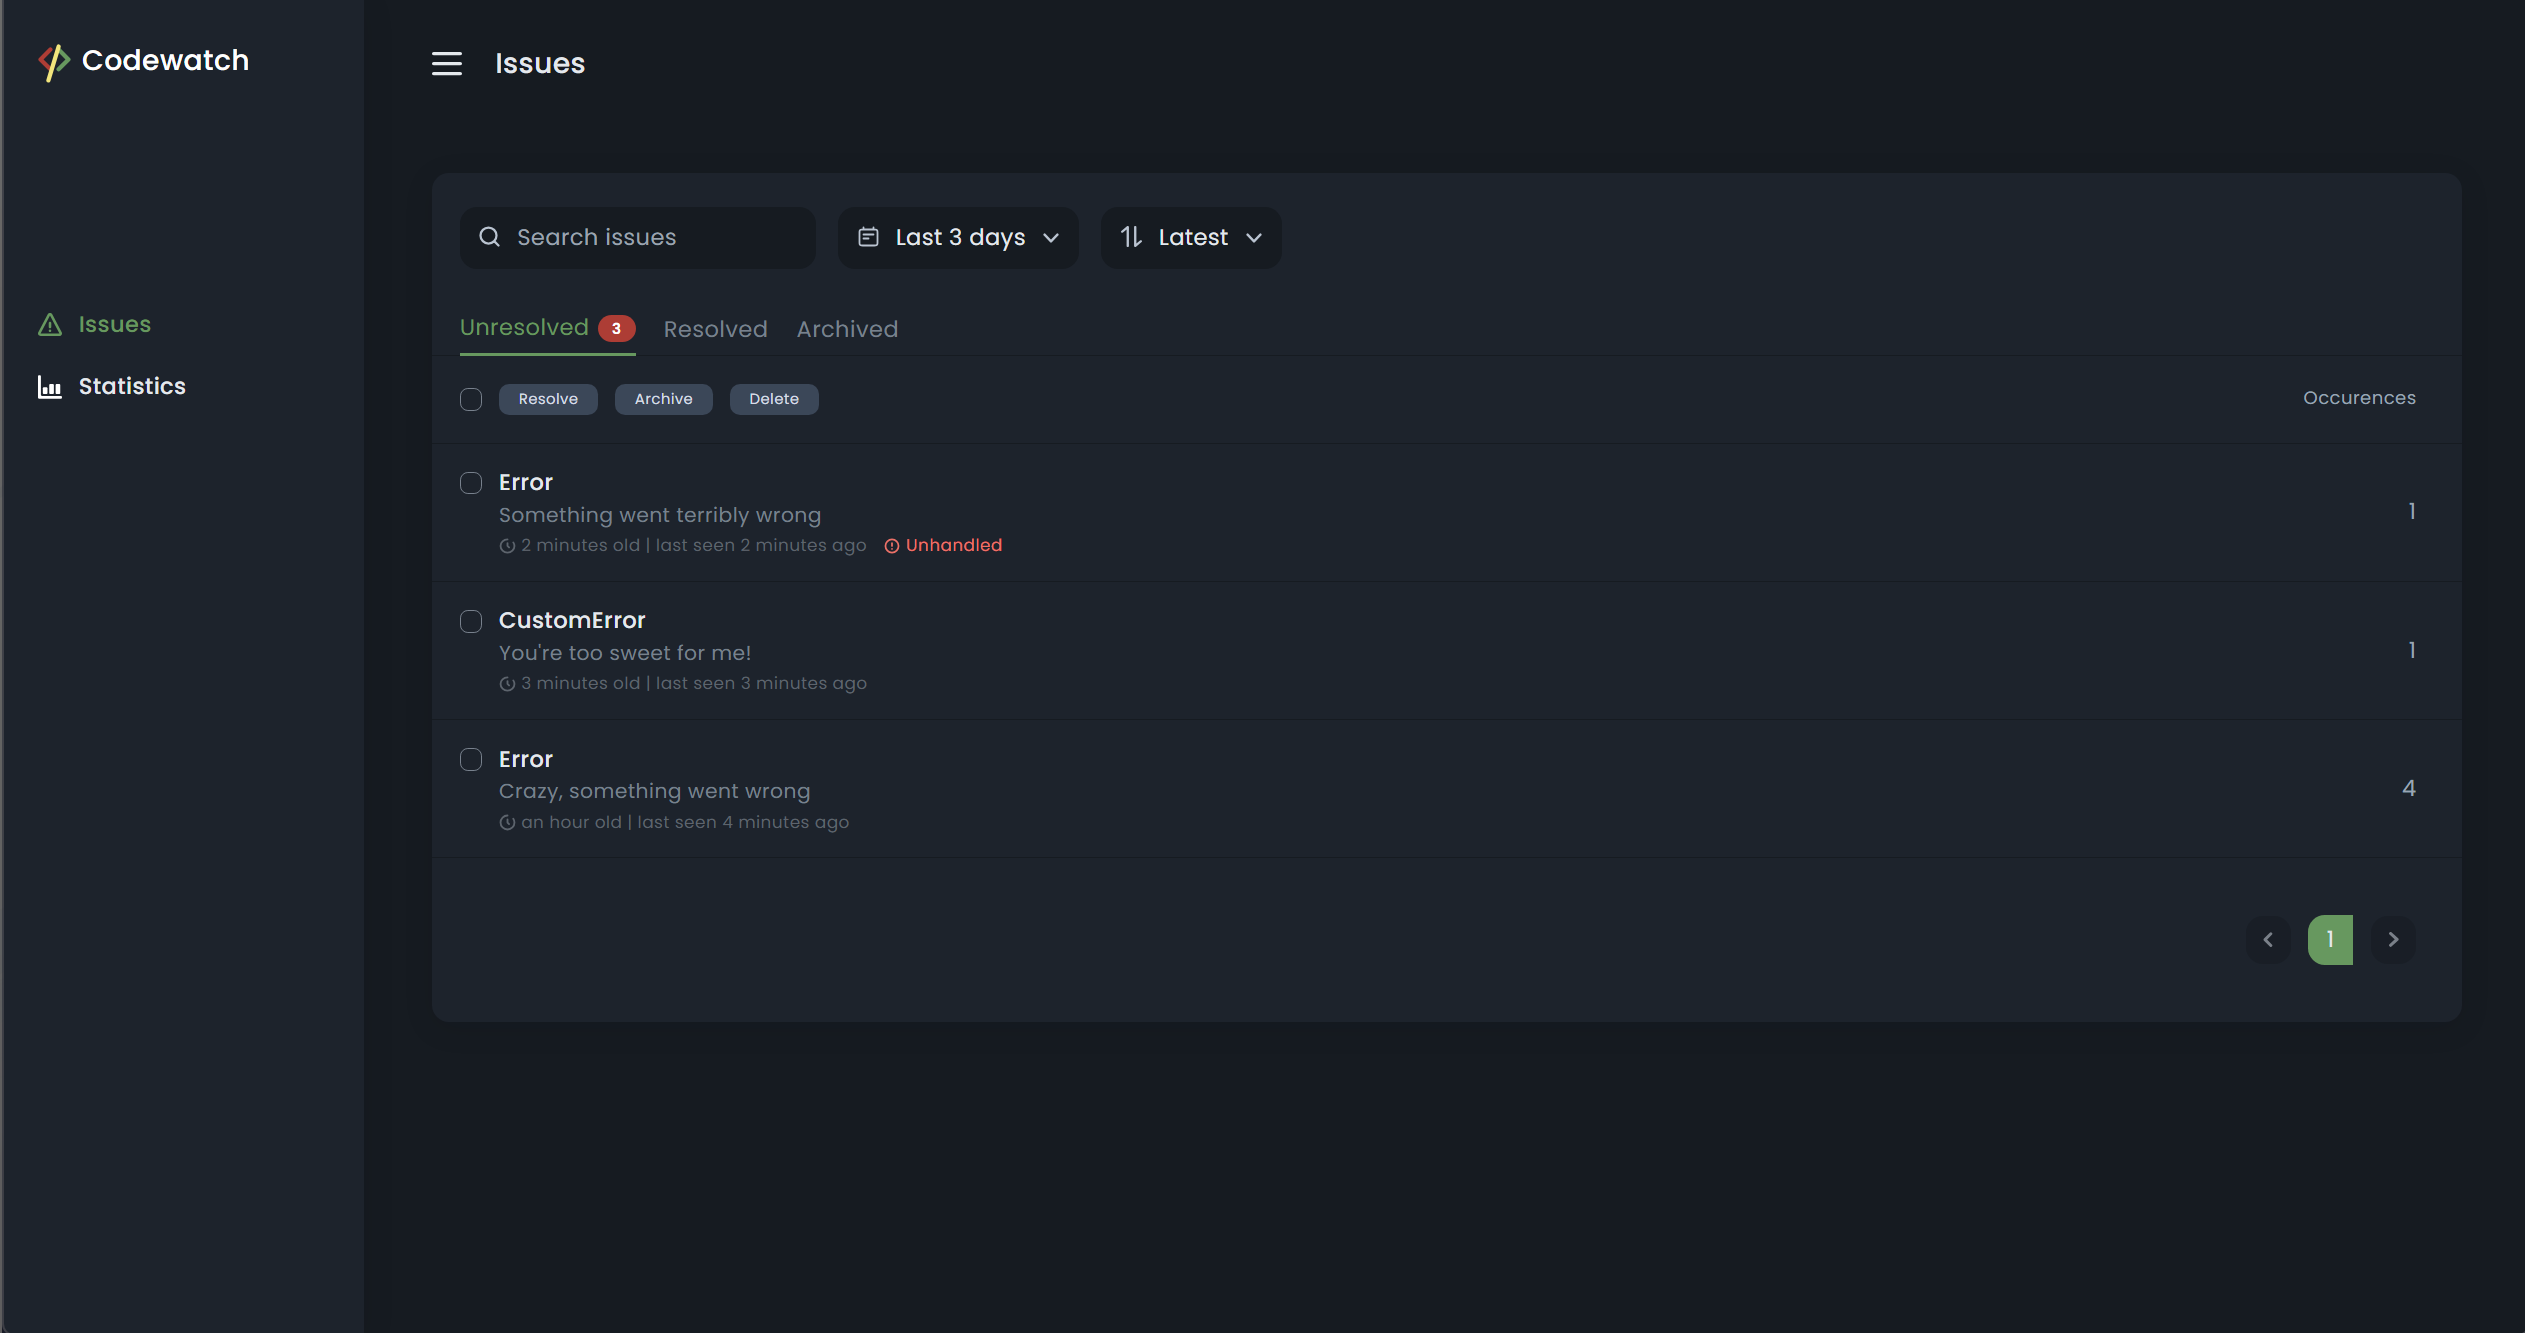 Codewatch
Issues
Issues
Statistics
Search issues
Last 3 days
Latest
Unresolved 3 Resolved Archived
Resolve Archive Delete Occurences
Error
Something went terribly wrong
2 minutes old | last seen 2 minutes ago Unhandled
1
CustomError
You're too sweet for me!
3 minutes old | last seen 3 minutes ago
1
Error
Crazy, something went wrong
an hour old | last seen 4 minutes ago
4
1